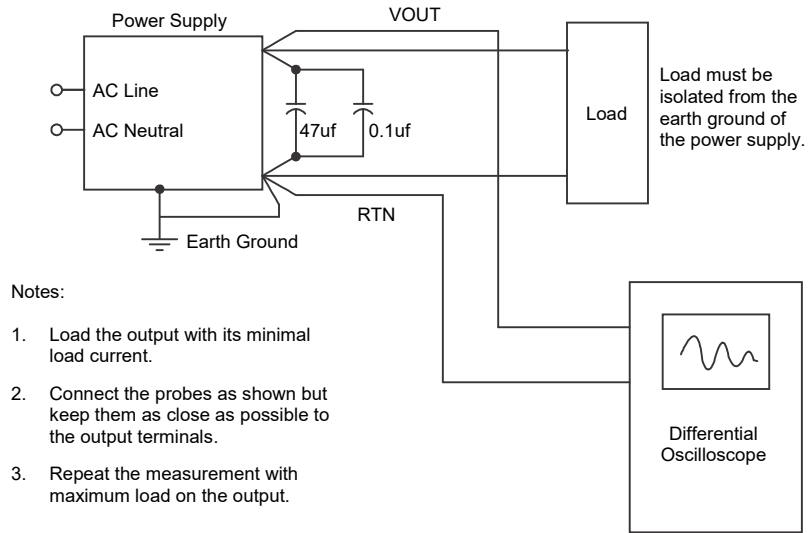 Power Supply
VOUT
AC Line
AC Neutral
47uf
0.1uf
Load
Load must be
isolated from the
earth ground of
the power supply.
RTN
Earth Ground
Notes:
1. Load the output with its minimal
load current.
2. Connect the probes as shown but
keep them as close as possible to
the output terminals.
3. Repeat the measurement with
maximum load on the output.
Differential
Oscilloscope